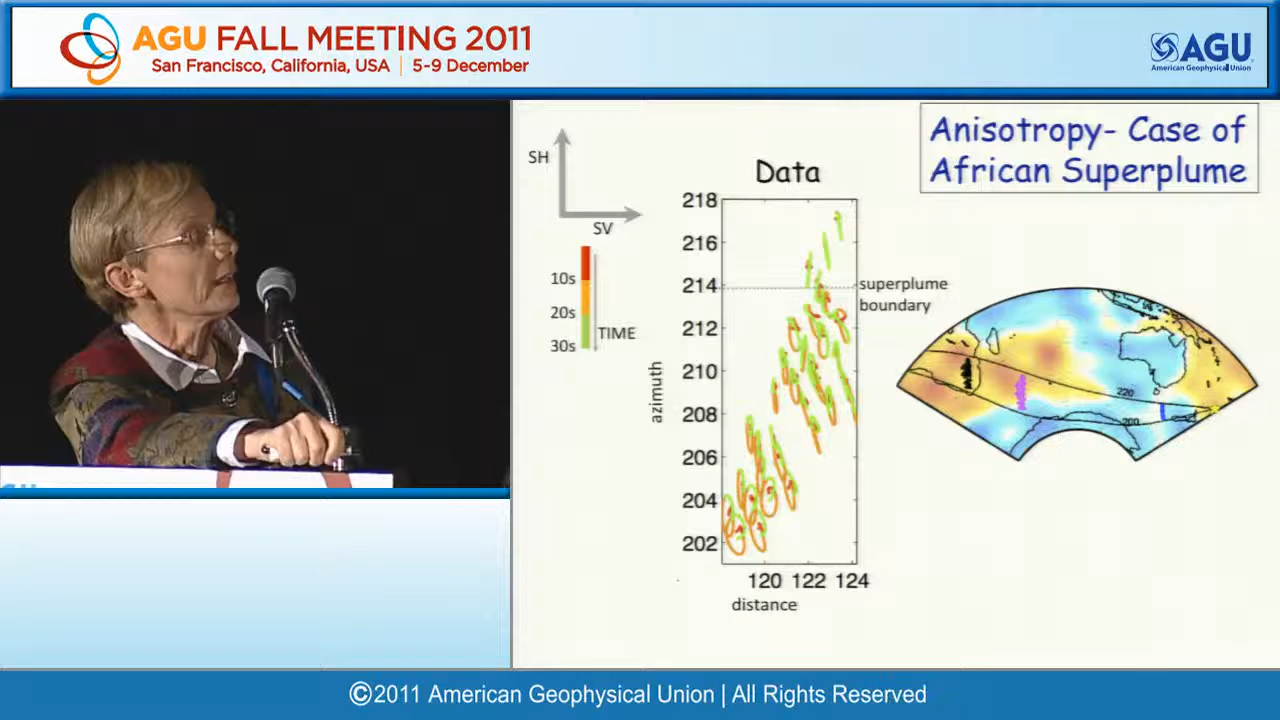 AGU FALL MEETING 2011
San Francisco, California, USA | 5-9 December
AGU
American Geophysical Union
Anisotropy- Case of
African Superplume
SH
SV
10s
20s
30s
TIME
Data
218
216
214
212
210
208
206
204
202
azimuth
120 122 124
distance
superplume
boundary
220
200
©2011 American Geophysical Union | All Rights Reserved